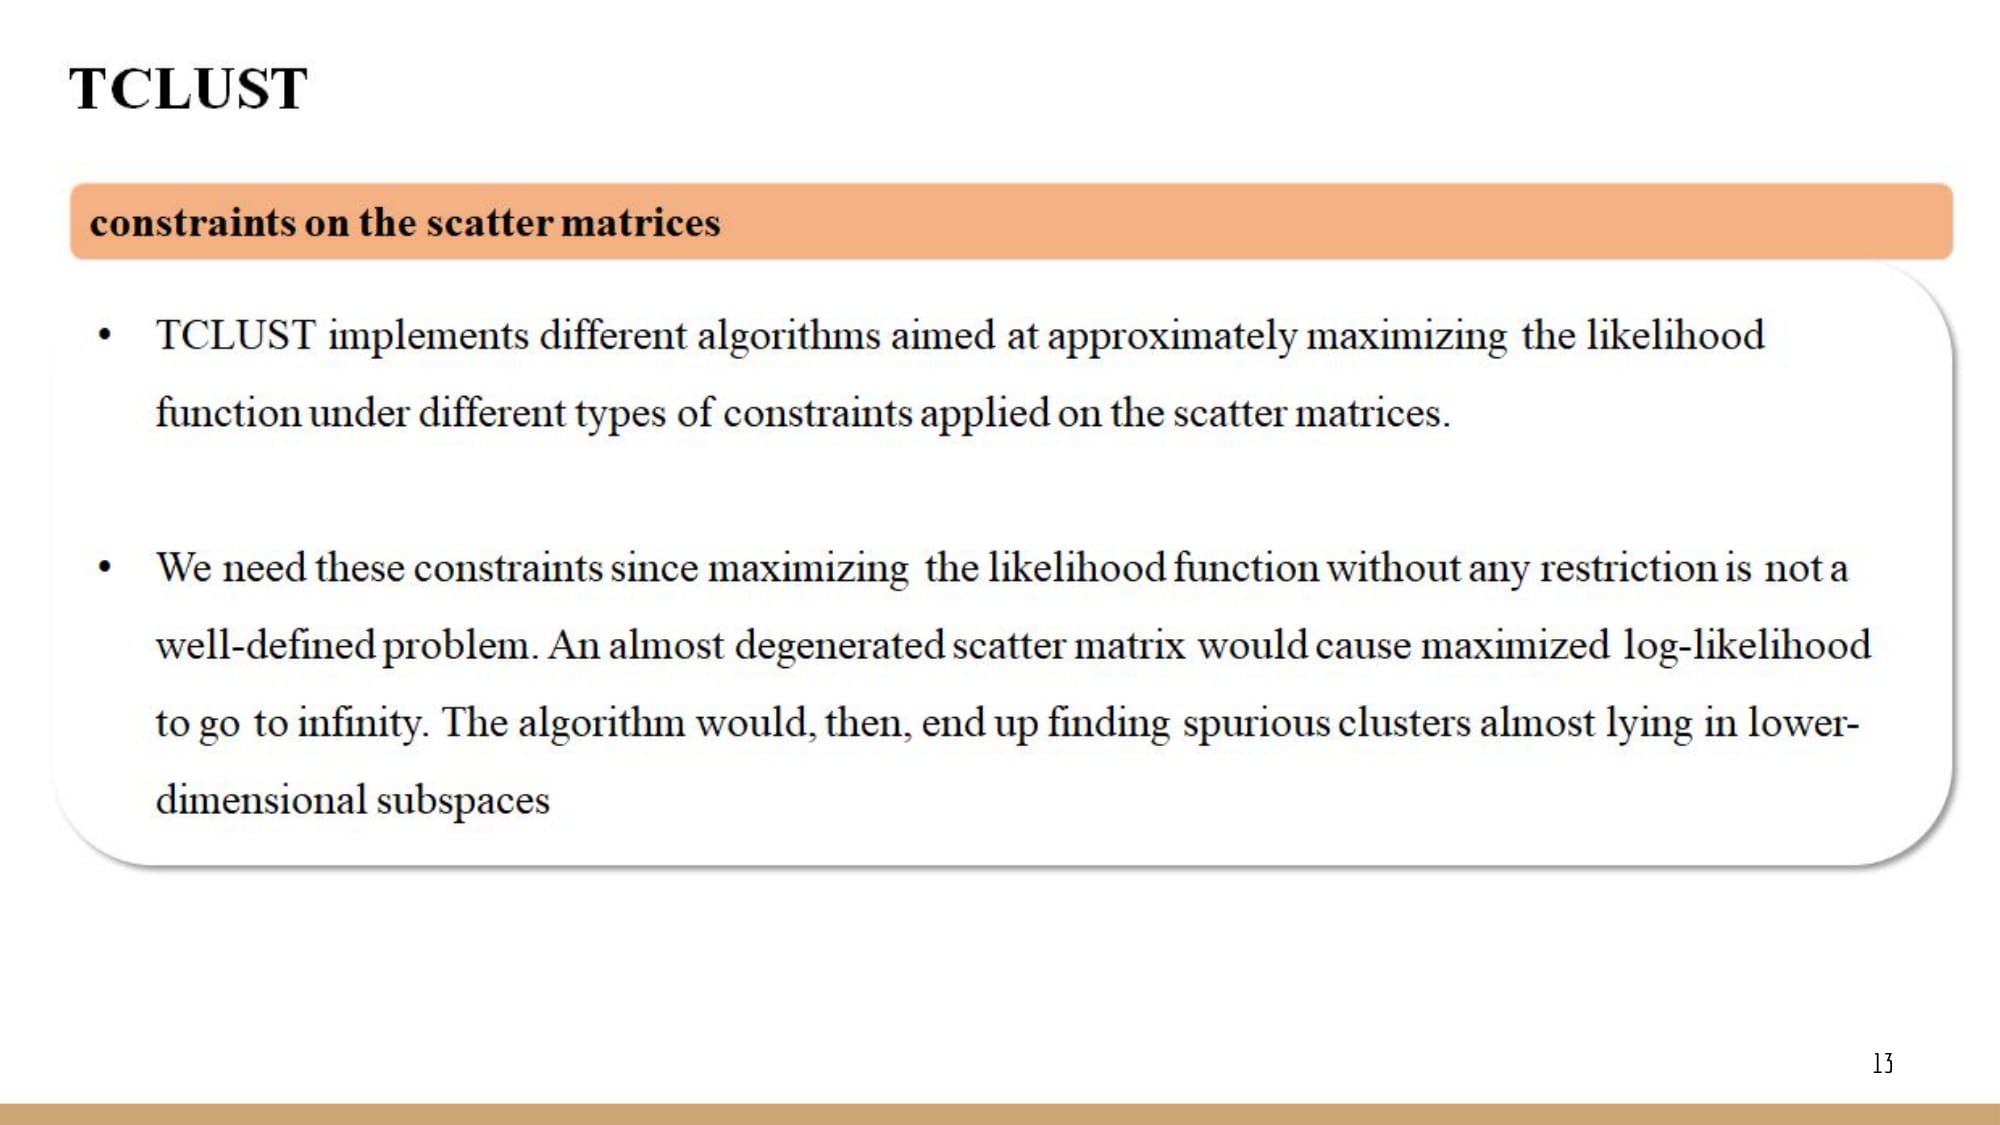 TCLUST
constraints on the scatter matrices
• TCLUST implements different algorithms aimed at approximately maximizing the likelihood
function under different types of constraints applied on the scatter matrices.
• We need these constraints since maximizing the likelihood function without any restriction is not a
well-defined problem. An almost degenerated scatter matrix would cause maximized log-likelihood
to go to infinity. The algorithm would, then, end up finding spurious clusters almost lying in lower-
dimensional subspaces
13